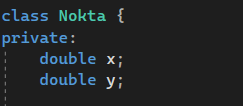 class Nokta {
private:
    double x;
    double y;